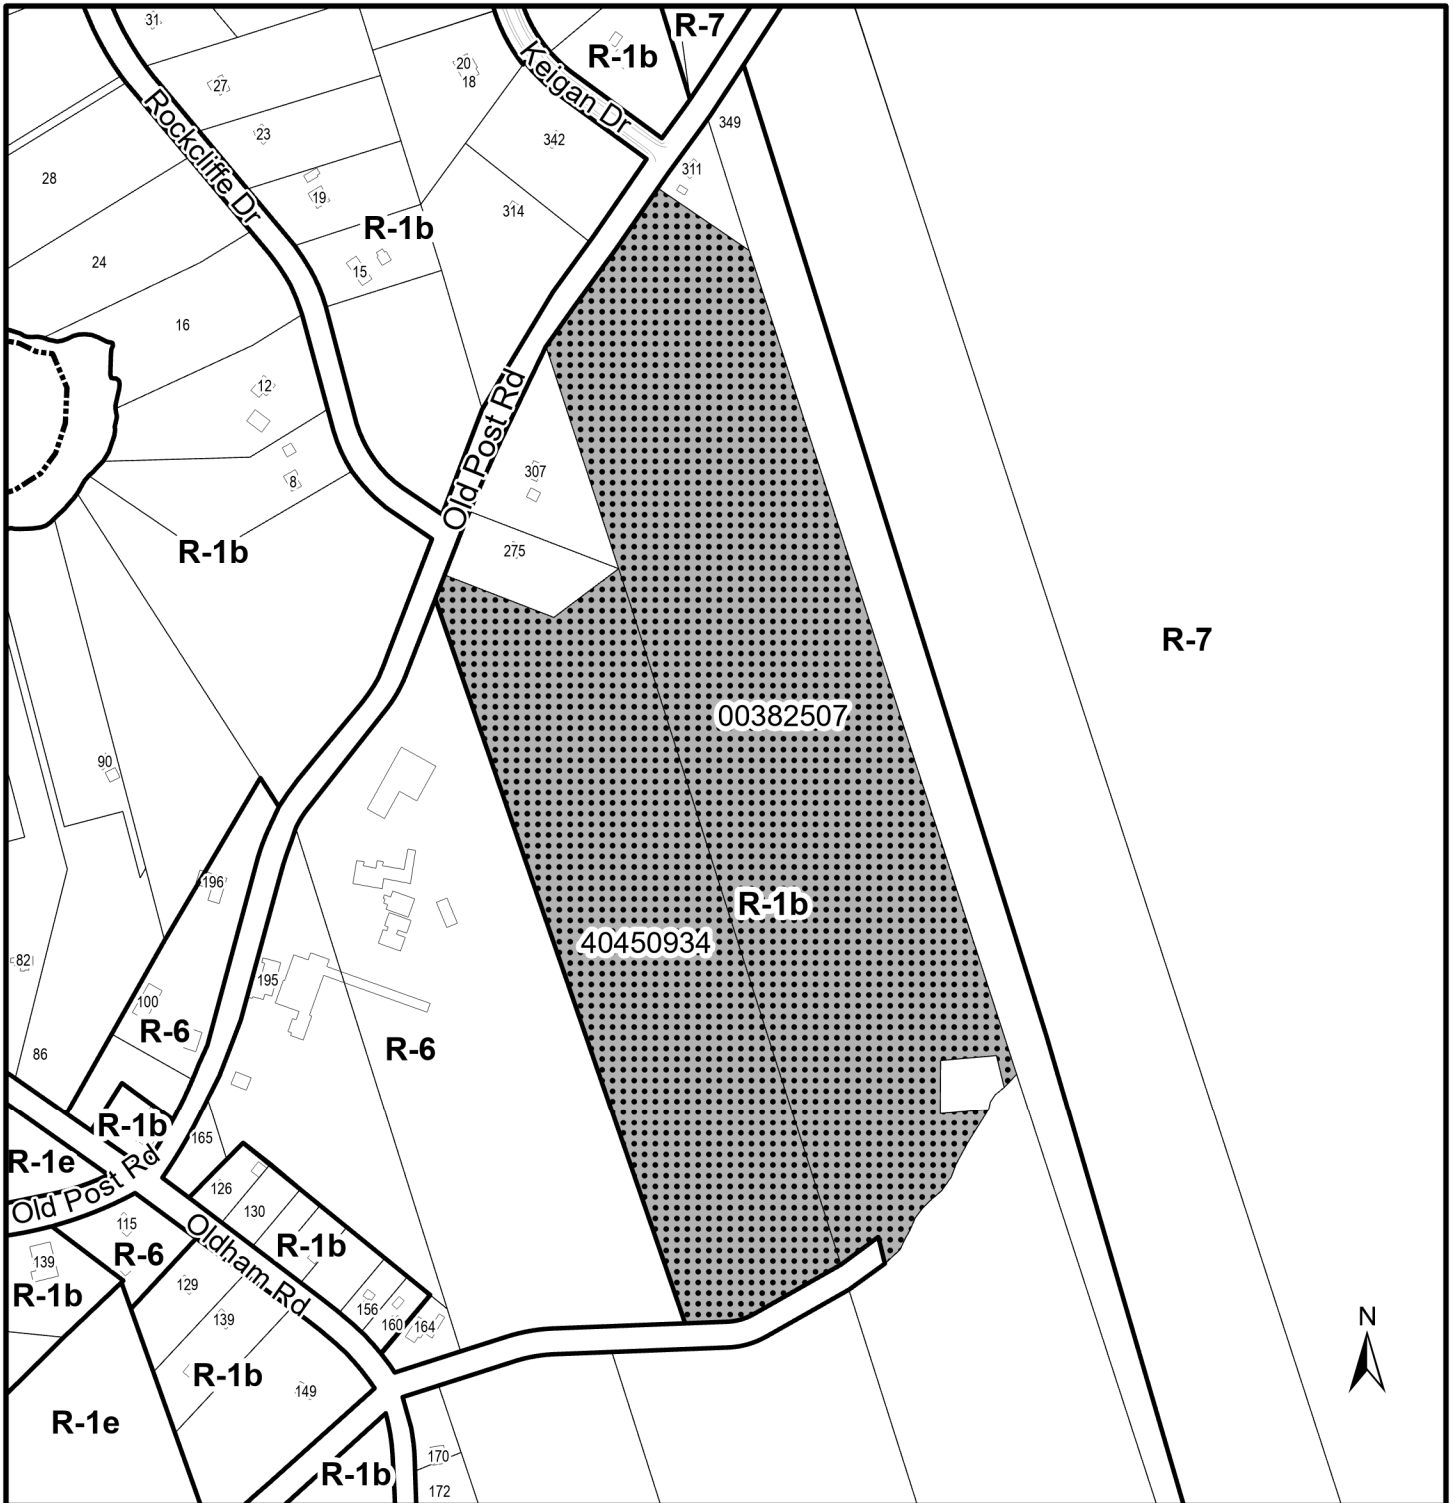 31
R-7
R-1b
Keigan Dr
20
18
27
Rockcliffe Dr
349
23
342
311
28
19
314
R-1b
24
15
16
12
Old Post Rd
307
8
275
R-1b
R-7
00382507
90
196
R-1b
40450934
82
195
100
R-6
R-6
86
R-1b
165
R-1e
Old Post Rd
126
130
115
Oldham Rd
R-1b
R-6
139
129
R-1b
156
139
160
164
N
R-1b
149
R-1e
170
R-1b
172